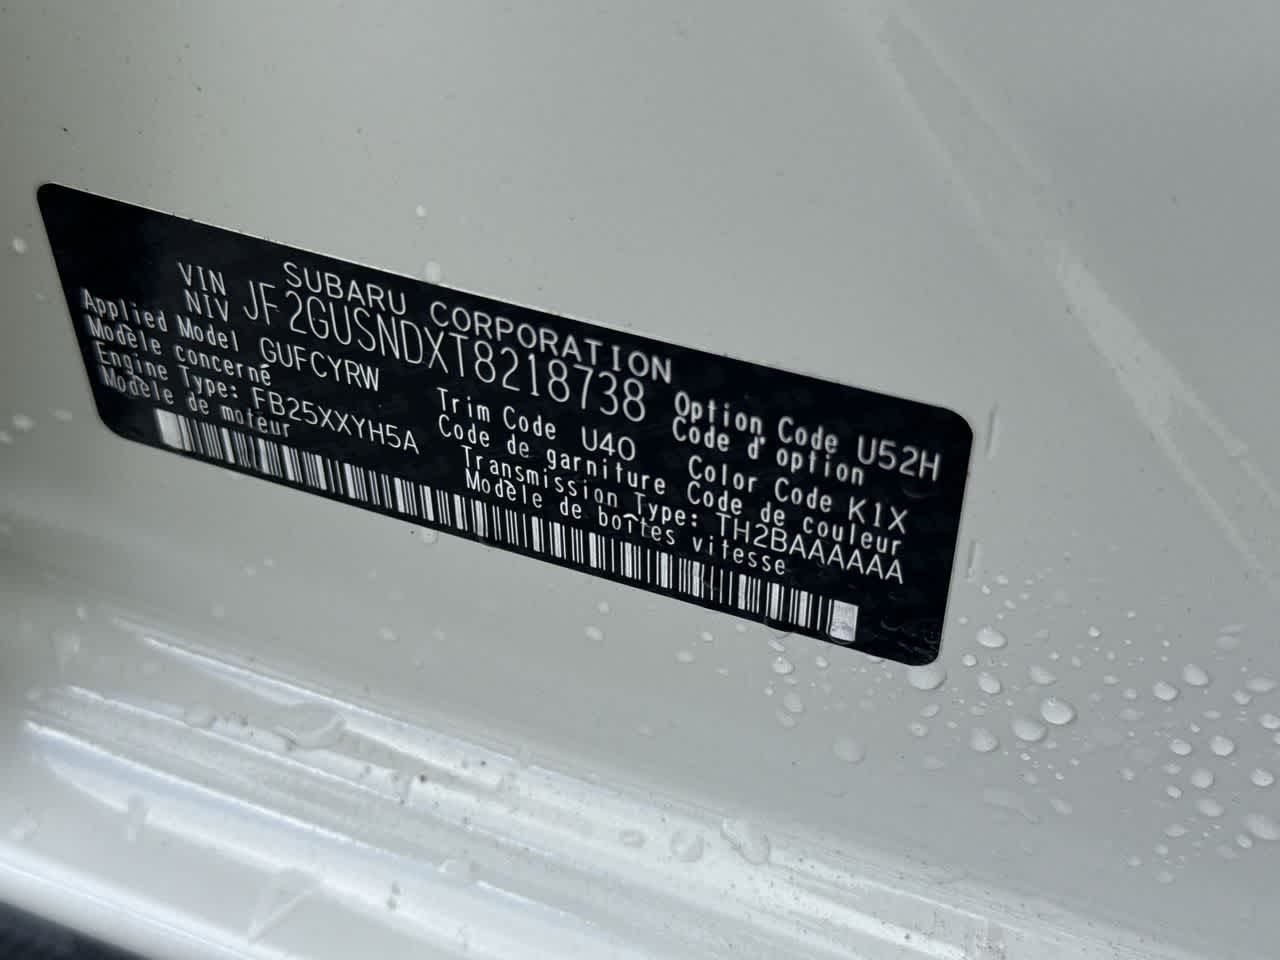 SUBARU CORPORATION
VIN
NIV JF2GUSNDXT8218738
Applied Model GUFCYRW
Modèle concerné
Engine Type: FB25XXYH5A
Modèle de moteur
Trim Code U40
Code de garniture
Option Code U52H
Code d'option
Color Code K1X
Code de couleur
Transmission Type: TH2BAAAAAA
Modèle de boîtes vitesse